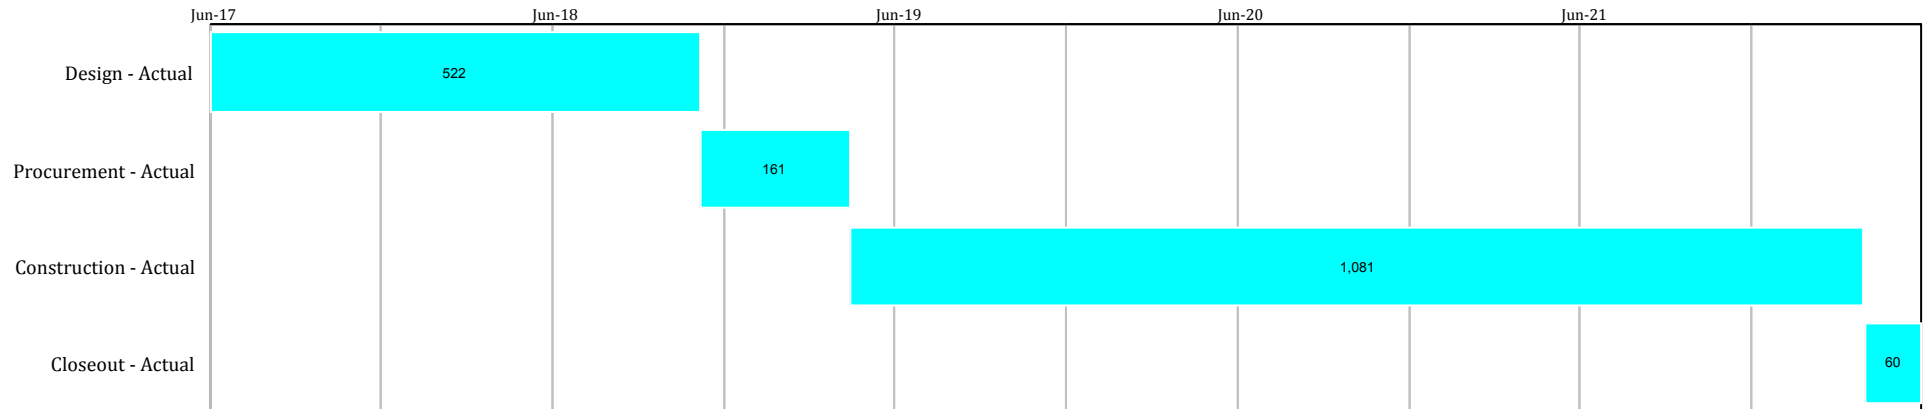 Jun-17 Jun-18 Jun-19 Jun-20 Jun-21
Design - Actual 522
Procurement - Actual 161
Construction - Actual 1,081
Closeout - Actual 60